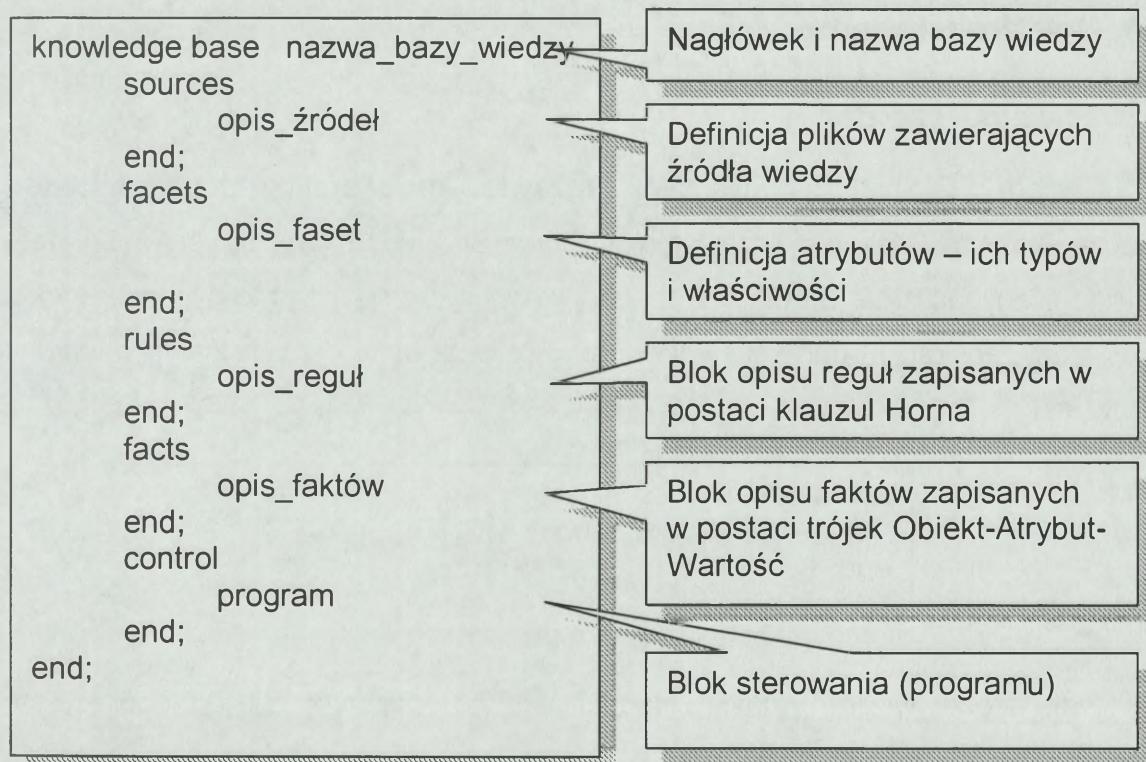 knowledge base nazwa_bazy_wiedzy
sources
opis_źródeł
end;
facets
opis_faset
end;
rules
opis_reguł
end;
facts
opis_faktów
end;
control
program
end;
end;
Nagłówek i nazwa bazy wiedzy
Definicja plików zawierających
źródła wiedzy
Definicja atrybutów – ich typów
i właściwości
Blok opisu reguł zapisanych w
postaci klauzul Horna
Blok opisu faktów zapisanych
w postaci trójek Obiekt-Atrybut-
Wartość
Blok sterowania (programu)